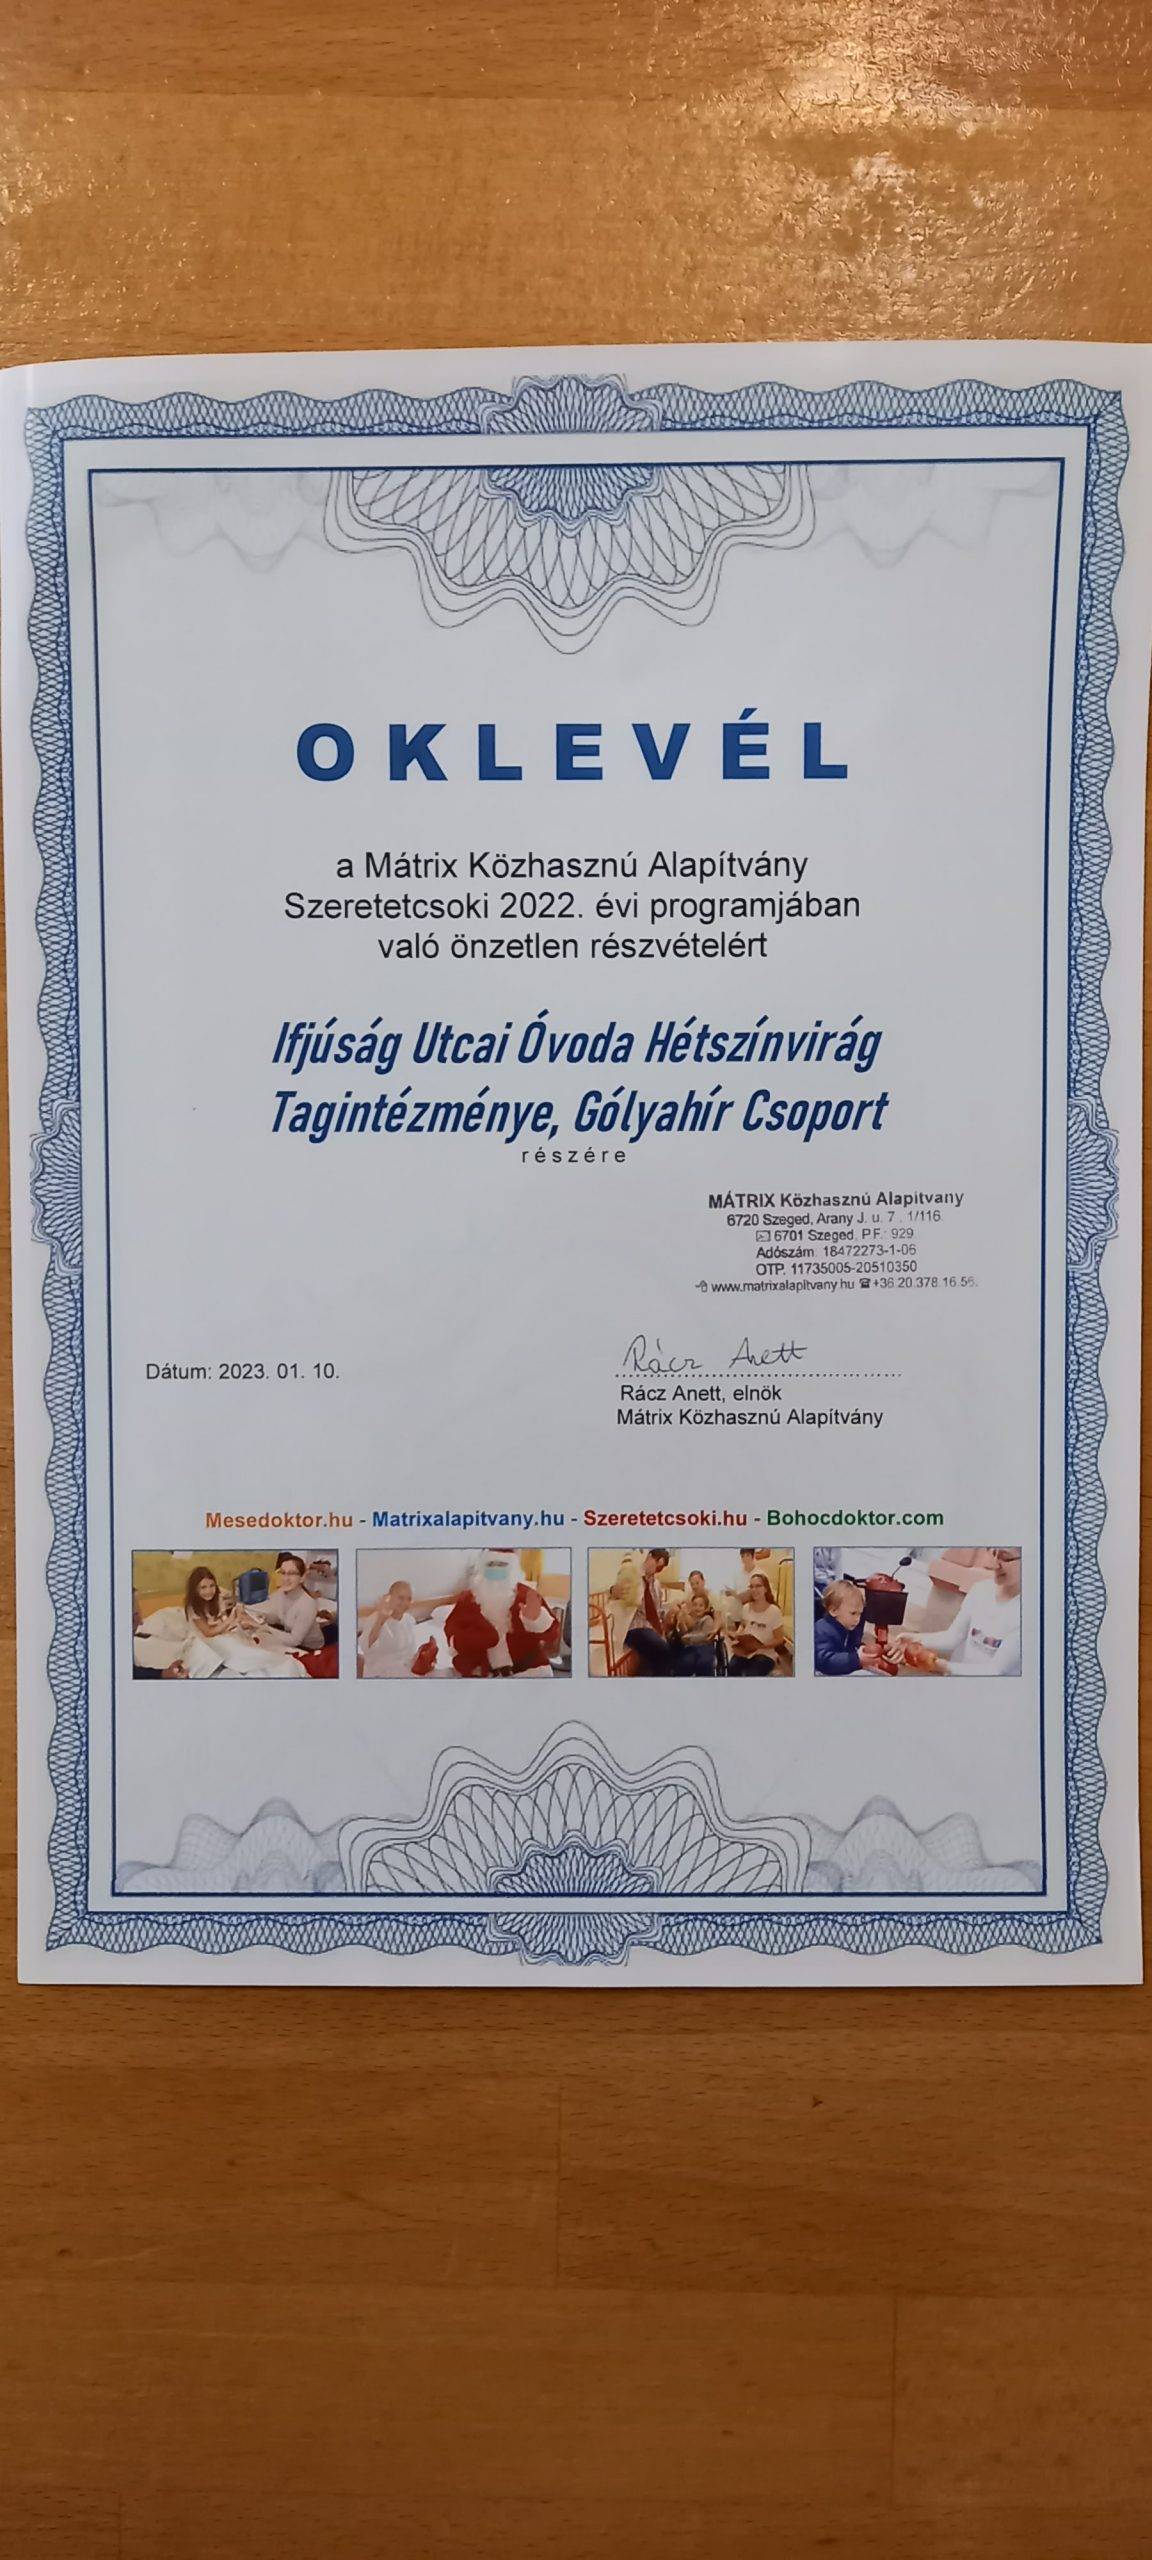 OKLEVÉL
a Mátrix Közhasznú Alapítvány
Szeretetcsoki 2022. évi programjában
való önzetlen részvételért
Ifjúság Utcai Óvoda Hétszínvirág
Tagintézménye, Gólyahír Csoport
részére
MÁTRIX Közhasznú Alapítvány
6720 Szeged, Arany J. u. 7. 1/116.
6701 Szeged, P.F.: 929
Adószám: 18472273-1-06
OTP: 11735005-20510350
www.matrixalapitvany.hu +36.20.378.16.56.
Rácz Anett
Dátum: 2023. 01. 10.
Rácz Anett, elnök
Mátrix Közhasznú Alapítvány
Mesedoktor.hu - Matrixalapitvany.hu - Szeretetcsoki.hu - Bohocdoktor.com